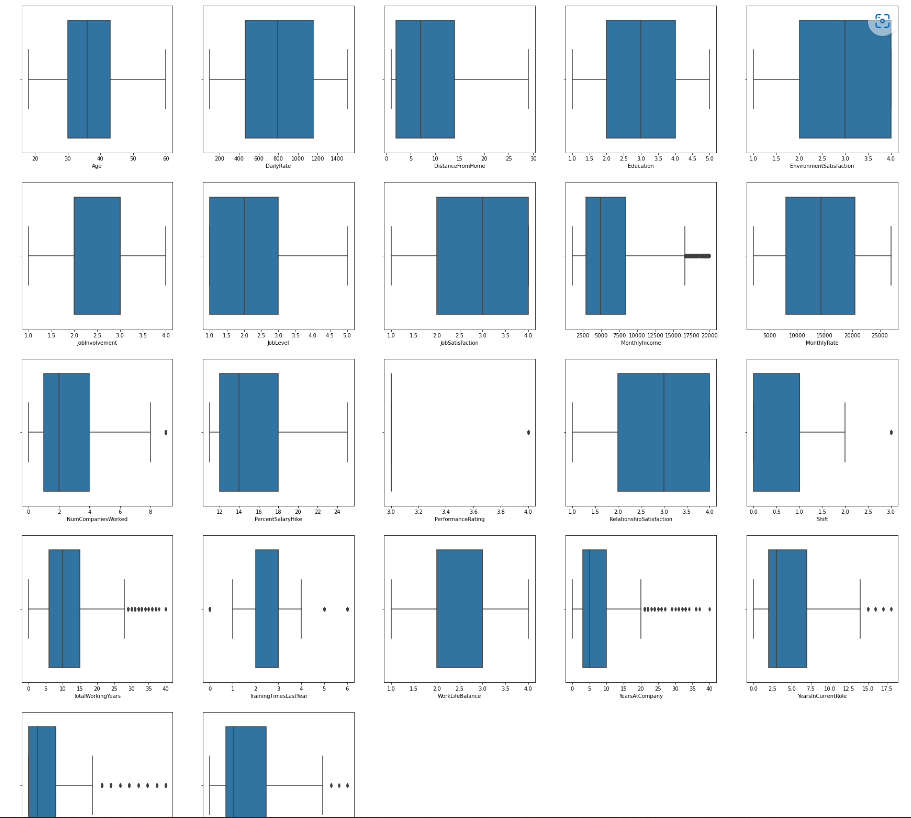 20 30 40 50 60
Age
200 400 600 800 1000 1200 1400
DailyRate
0 5 10 15 20 25 30
DistanceFromHome
1.0 1.5 2.0 2.5 3.0 3.5 4.0 4.5 5.0
Education
1.0 1.5 2.0 2.5 3.0 3.5 4.0
EnvironmentSatisfaction
1.0 1.5 2.0 2.5 3.0 3.5 4.0
JobInvolvement
1.0 1.5 2.0 2.5 3.0 3.5 4.0 4.5 5.0
JobLevel
1.0 1.5 2.0 2.5 3.0 3.5 4.0
JobSatisfaction
2500 5000 7500 10000 12500 15000 17500 20000
MonthlyIncome
5000 10000 15000 20000 25000
MonthlyRate
0 2 4 6 8
NumCompaniesWorked
12 14 16 18 20 22 24
PercentSalaryHike
3.0 3.2 3.4 3.6 3.8 4.0
PerformanceRating
1.0 1.5 2.0 2.5 3.0 3.5 4.0
RelationshipSatisfaction
0.0 0.5 1.0 1.5 2.0 2.5 3.0
Shift
0 5 10 15 20 25 30 35 40
TotalWorkingYears
0 1 2 3 4 5 6
TrainingTimesLastYear
1.0 1.5 2.0 2.5 3.0 3.5 4.0
WorkLifeBalance
0 5 10 15 20 25 30 35 40
YearsAtCompany
0.0 2.5 5.0 7.5 10.0 12.5 15.0 17.5
YearsInCurrentRole